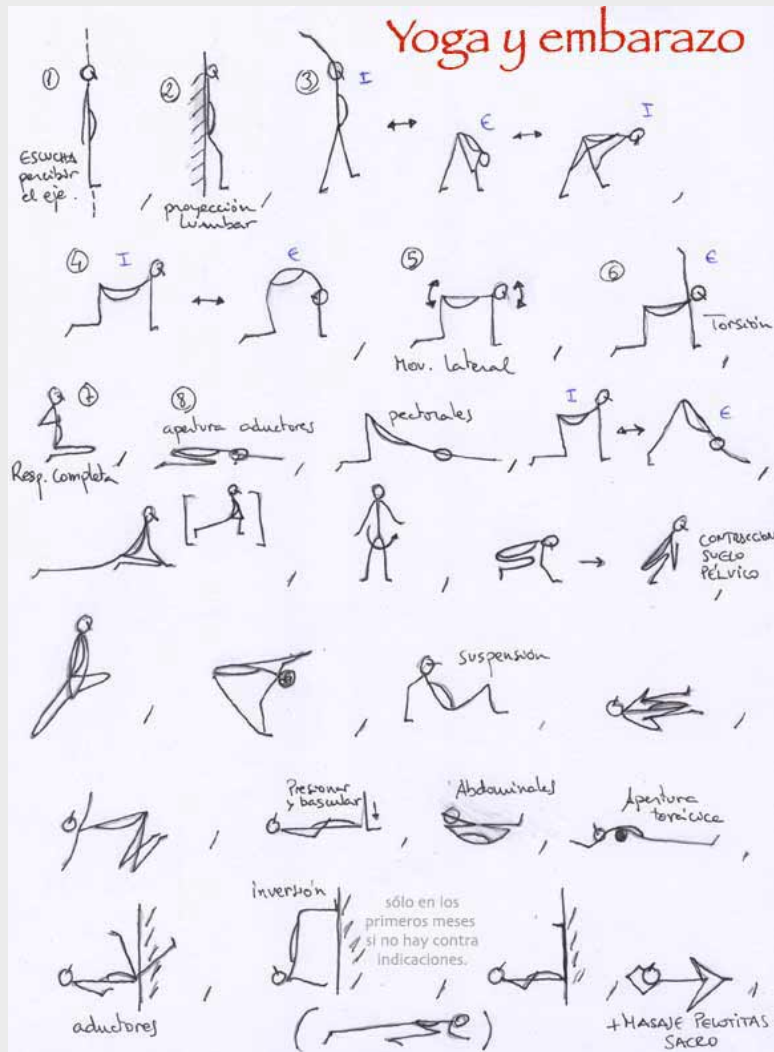 Yoga y embarazo
① ② ③ I
E I
ESCUCHA
percibir
el eje.
proyección
lumbar
④ I E ⑤ ⑥ E
Torsión
Mov. lateral
⑦ ⑧
apertura aductores pectorales I E
Resp. Completa
CONTRACCIÓN
SUELO
PÉLVICO
suspensión
Presionar
y bascular
Abdominales
Apertura
torácica
inversión
sólo en los
primeros meses
si no hay contra
indicaciones.
aductores
+ MASAJE PELOTITAS
SACRO